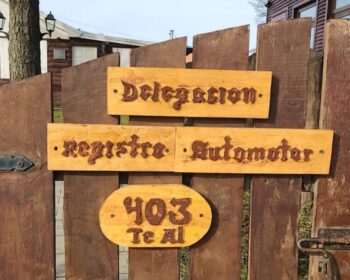 Delegacion
Registro Automotor
403
Te Al